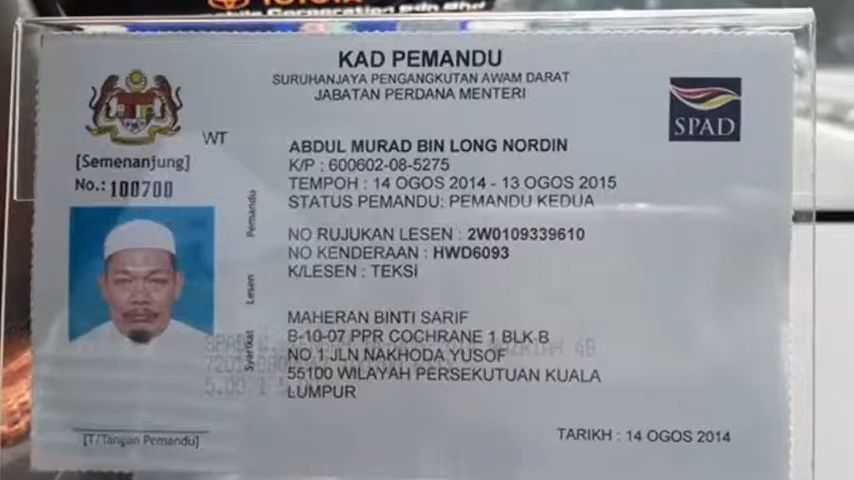 TOYOTA
KAD PEMANDU
SURUHANJAYA PENGANGKUTAN AWAM DARAT
JABATAN PERDANA MENTERI
SPAD
WT
[Semenanjung]
No.: 100700
ABDUL MURAD BIN LONG NORDIN
K/P : 600602-08-5275
TEMPOH : 14 OGOS 2014 - 13 OGOS 2015
STATUS PEMANDU: PEMANDU KEDUA
NO RUJUKAN LESEN : 2W0109339610
NO KENDERAAN : HWD6093
K/LESEN : TEKSI
Syarikat Lesen Pemandu
MAHERAN BINTI SARIF
B-10-07 PPR COCHRANE 1 BLK B
NO 1 JLN NAKHODA YUSOF
55100 WILAYAH PERSEKUTUAN KUALA
LUMPUR
[T/Tangan Pemandu]
TARIKH : 14 OGOS 2014